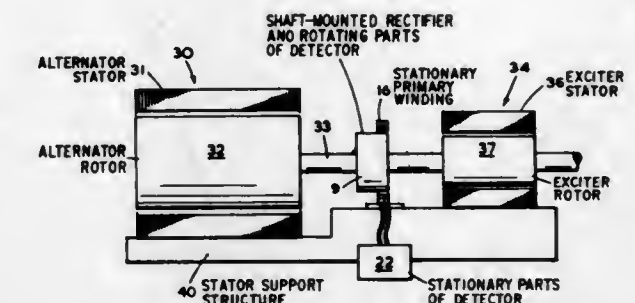 SHAFT-MOUNTED RECTIFIER
AND ROTATING PARTS
OF DETECTOR
ALTERNATOR
STATOR
31
30
STATIONARY
PRIMARY
WINDING
16
34
36 EXCITER
STATOR
ALTERNATOR
ROTOR
32
33
9
37
EXCITER
ROTOR
22
40 STATOR SUPPORT
STRUCTURE
STATIONARY PARTS
OF DETECTOR